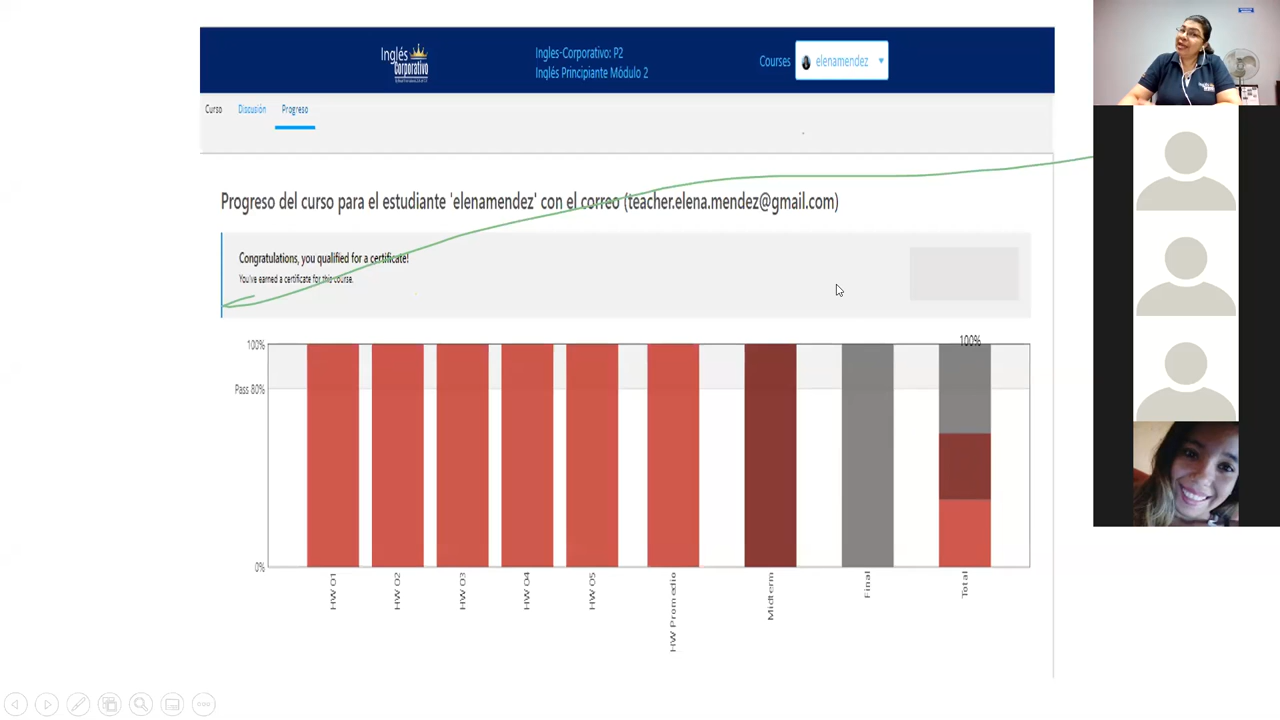 Inglés
Corporativo
Ingles-Corporativo: P2
Inglés Principiante Módulo 2
Courses
elenamendez
Curso
Discusión
Progreso
Progreso del curso para el estudiante 'elenamendez' con el correo (teacher.elena.mendez@gmail.com)
Congratulations, you qualified for a certificate!
You've earned a certificate for this course.
100%
100%
Pass 80%
0%
HW 01
HW 02
HW 03
HW 04
HW 05
HW Promedio
Midterm
Final
Total